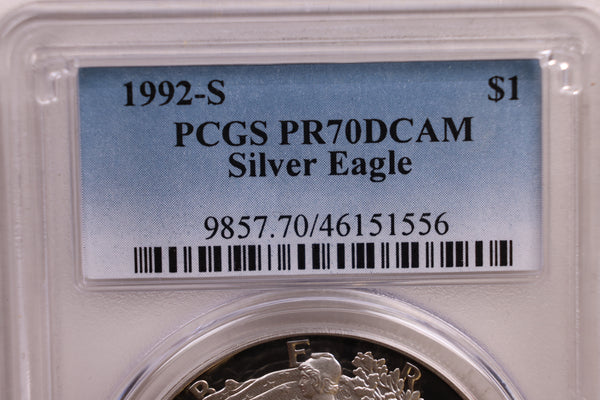 1992-S $1
PCGS PR70DCAM
Silver Eagle
9857.70/46151556
E R